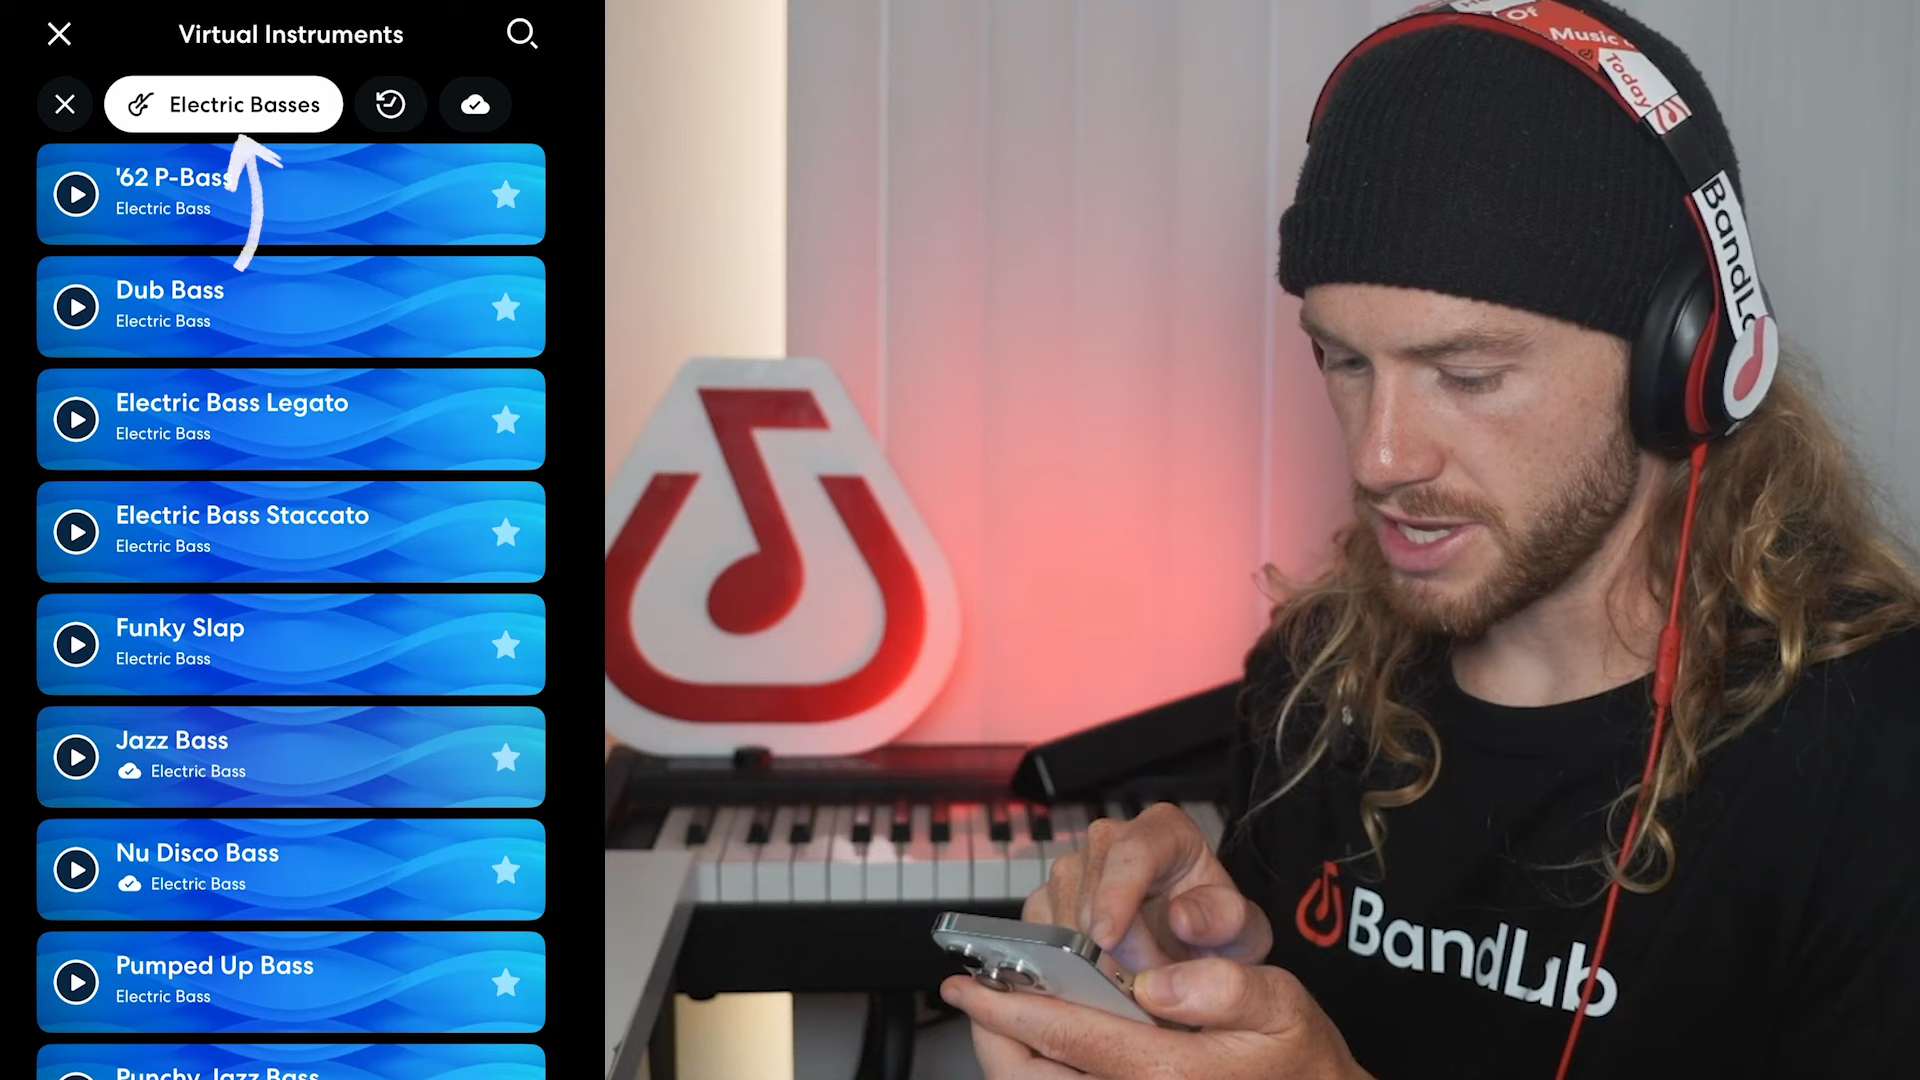 Virtual Instruments
Electric Basses
'62 P-Bass
Electric Bass
Dub Bass
Electric Bass
Electric Bass Legato
Electric Bass
Electric Bass Staccato
Electric Bass
Funky Slap
Electric Bass
Jazz Bass
Electric Bass
Nu Disco Bass
Electric Bass
Pumped Up Bass
Electric Bass
Punchy Jazz Bass
Of
Music
Today
BandLa
BandLab